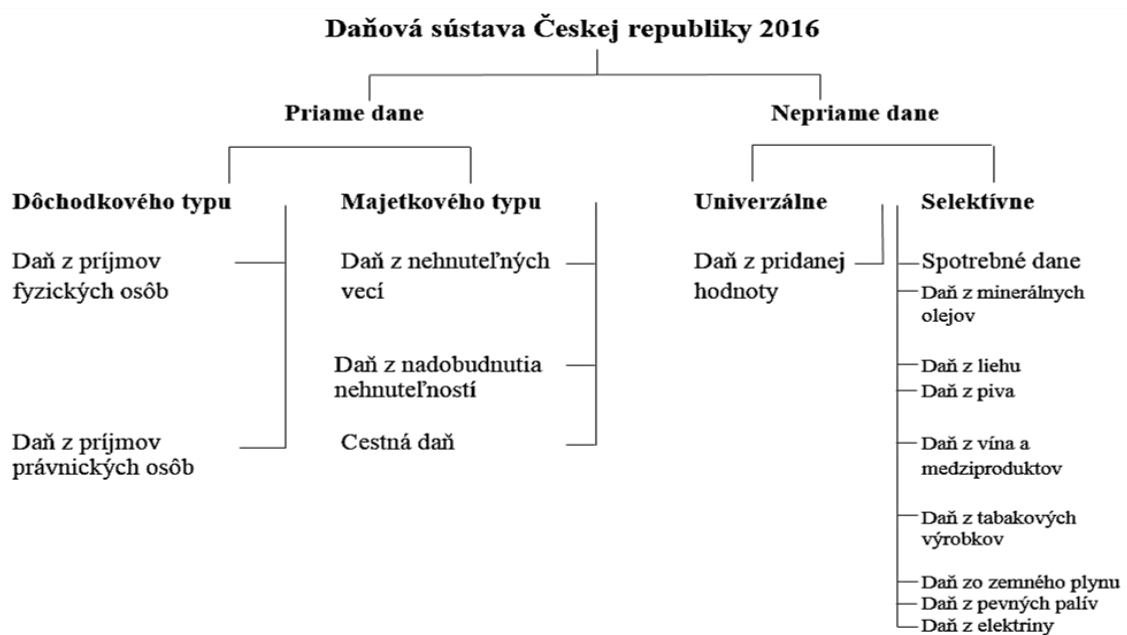 Daňová sústava Českej republiky 2016
Priame dane
Nepriame dane
Dôchodkového typu
Majetkového typu
Univerzálne
Selektívne
Daň z príjmov
fyzických osôb
Daň z príjmov
právnických osôb
Daň z nehnuteľných
vecí
Daň z nadobudnutia
nehnuteľností
Cestná daň
Daň z pridanej
hodnoty
Spotrebné dane
Daň z minerálnych
olejov
Daň z liehu
Daň z piva
Daň z vína a
medziproduktov
Daň z tabakových
výrobkov
Daň zo zemného plynu
Daň z pevných palív
Daň z elektriny